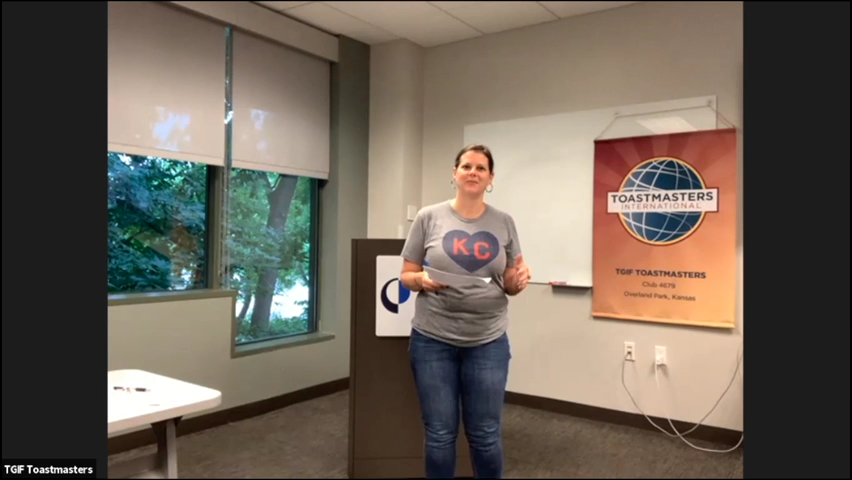 KC
TOASTMASTERS
INTERNATIONAL
TGIF TOASTMASTERS
Club 4679
Overland Park, Kansas
TGIF Toastmasters